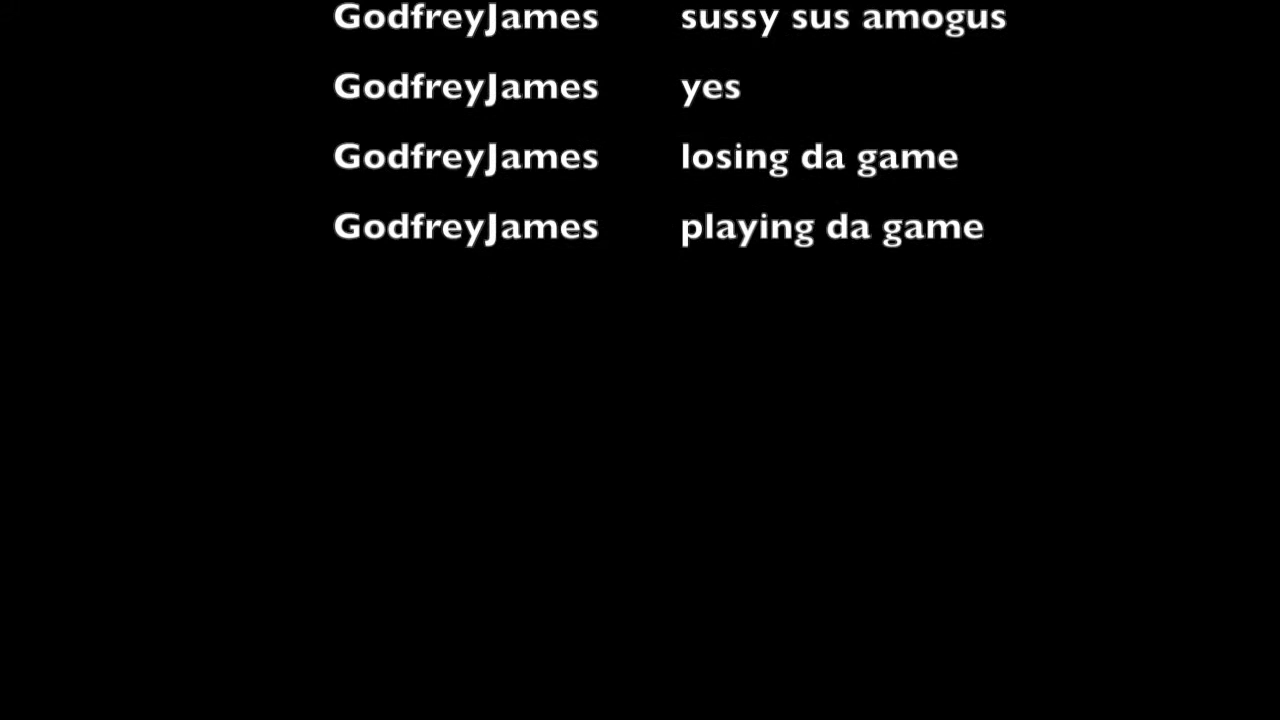 GodfreyJames sussy sus amogus
GodfreyJames yes
GodfreyJames losing da game
GodfreyJames playing da game